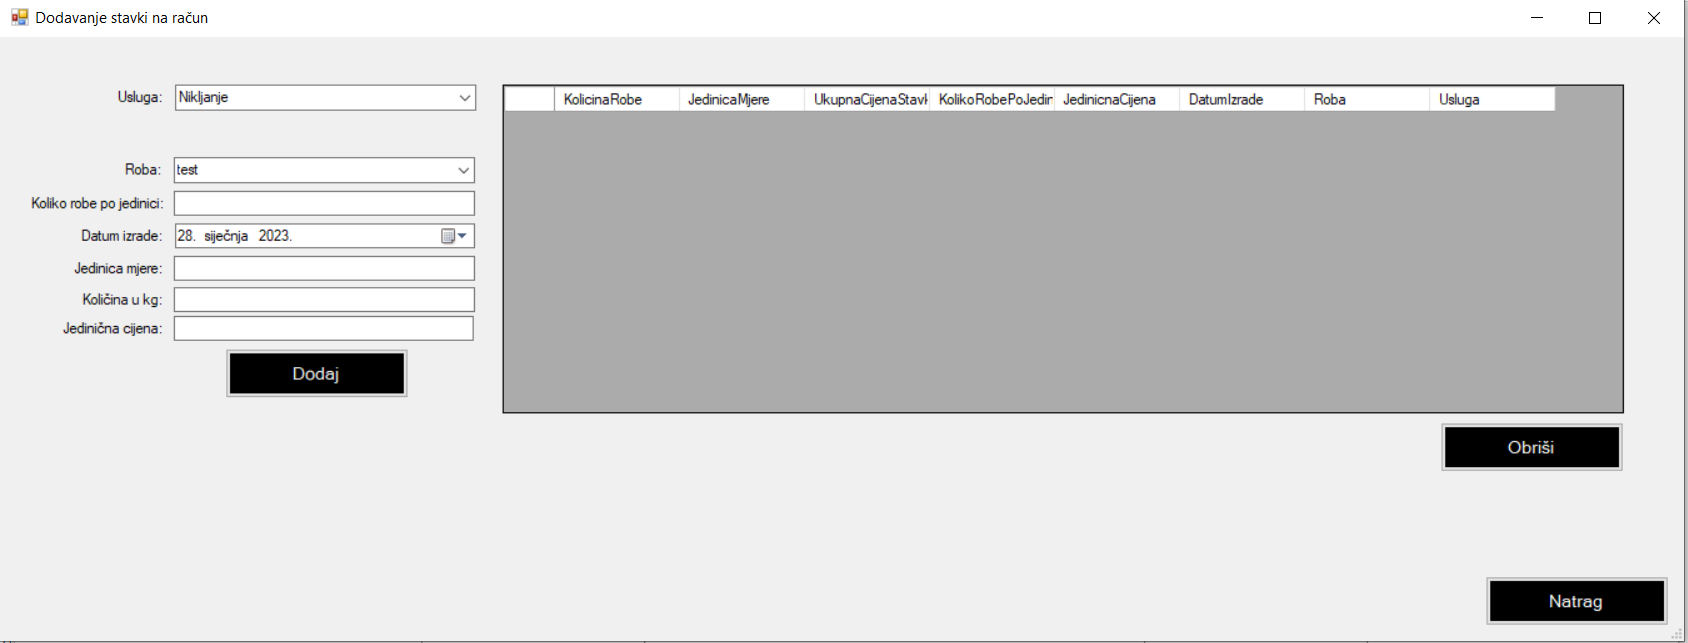 Dodavanje stavki na račun
Usluga: Nikljanje
Roba: test
Koliko robe po jedinici:
Datum izrade: 28. siječnja 2023.
Jedinica mjere:
Količina u kg:
Jedinična cijena:
Dodaj
KolicinaRobe JedinicaMjere UkupnaCijenaStavk KolikoRobePoJedin JedinicnaCijena DatumIzrade Roba Usluga
Obriši
Natrag